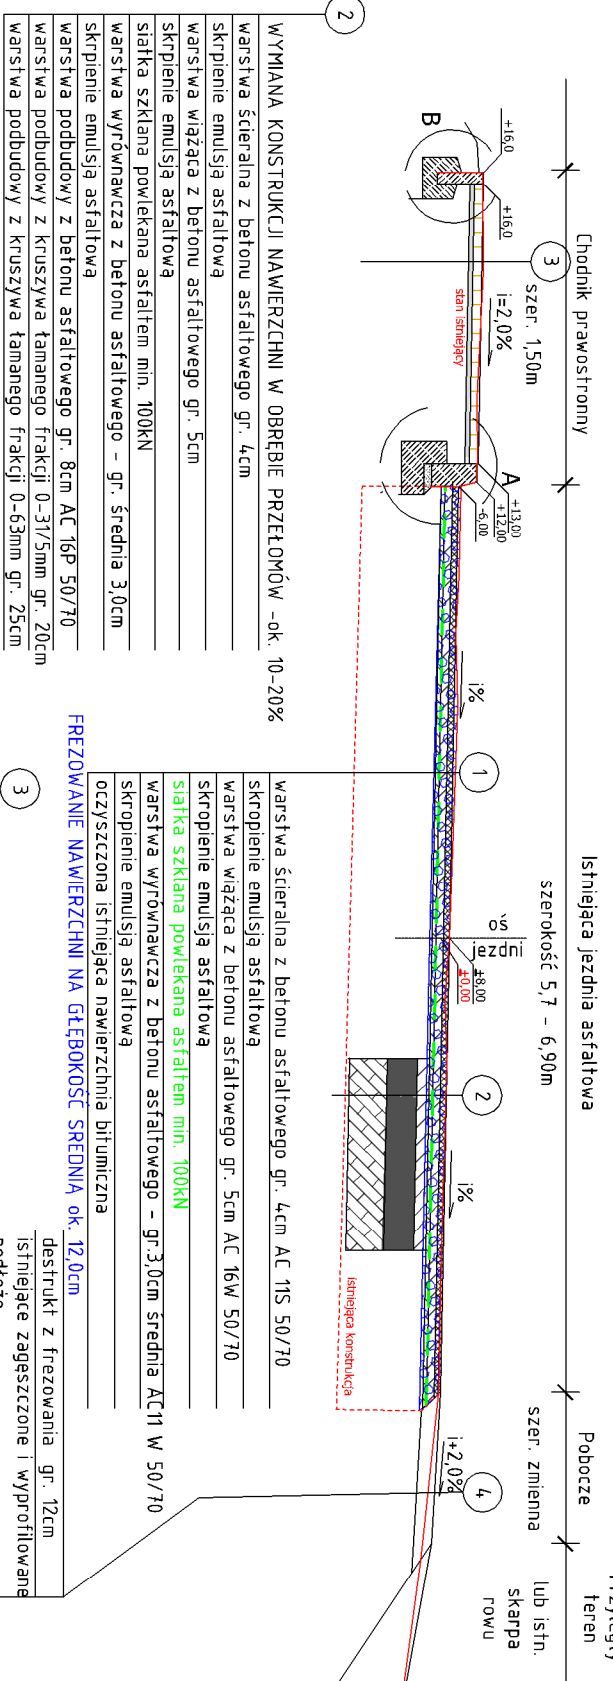 Chodnik prawostronny
szer. 1,50m
i=2,0%
stan istniejący
+16,0
+16,0
B
3
A
+13,00
+12,00
-6,00
Istniejąca jezdnia asfaltowa
szerokość 5,7 - 6,90m
i%
1
oś
jezdni
+8,00
±0,00
2
i%
istniejąca konstrukcja
Pobocze
szer. zmienna
i+2,0%
4
teren
lub istn.
skarpa
rowu
2
WYMIANA KONSTRUKCJI NAWIERZCHNI W OBRĘBIE PRZEŁOMÓW -ok. 10-20%
warstwa ścieralna z betonu asfaltowego gr. 4cm
skrpienie emulsją asfaltową
warstwa wiążąca z betonu asfaltowego gr. 5cm
skrpienie emulsją asfaltową
siatka szklana powlekana asfaltem min. 100kN
warstwa wyrównawcza z betonu asfaltowego - gr. średnia 3,0cm
skrpienie emulsją asfaltową
warstwa podbudowy z betonu asfaltowego gr. 8cm AC 16P 50/70
warstwa podbudowy z kruszywa łamanego frakcji 0-31/5mm gr. 20cm
warstwa podbudowy z kruszywa łamanego frakcji 0-63mm gr. 25cm
warstwa ścieralna z betonu asfaltowego gr. 4cm AC 11S 50/70
skropienie emulsją asfaltową
warstwa wiążąca z betonu asfaltowego gr. 5cm AC 16W 50/70
skropienie emulsją asfaltową
siatka szklana powlekana asfaltem min. 100kN
warstwa wyrównawcza z betonu asfaltowego - gr.3,0cm średnia AC11 W 50/70
skropienie emulsją asfaltową
oczyszczona istniejąca nawierzchnia bitumiczna
FREZOWANIE NAWIERZCHNI NA GŁĘBOKOŚĆ ŚREDNIĄ ok. 12,0cm
3
destrukt z frezowania gr. 12cm
istniejące zagęszczone i wyprofilowane